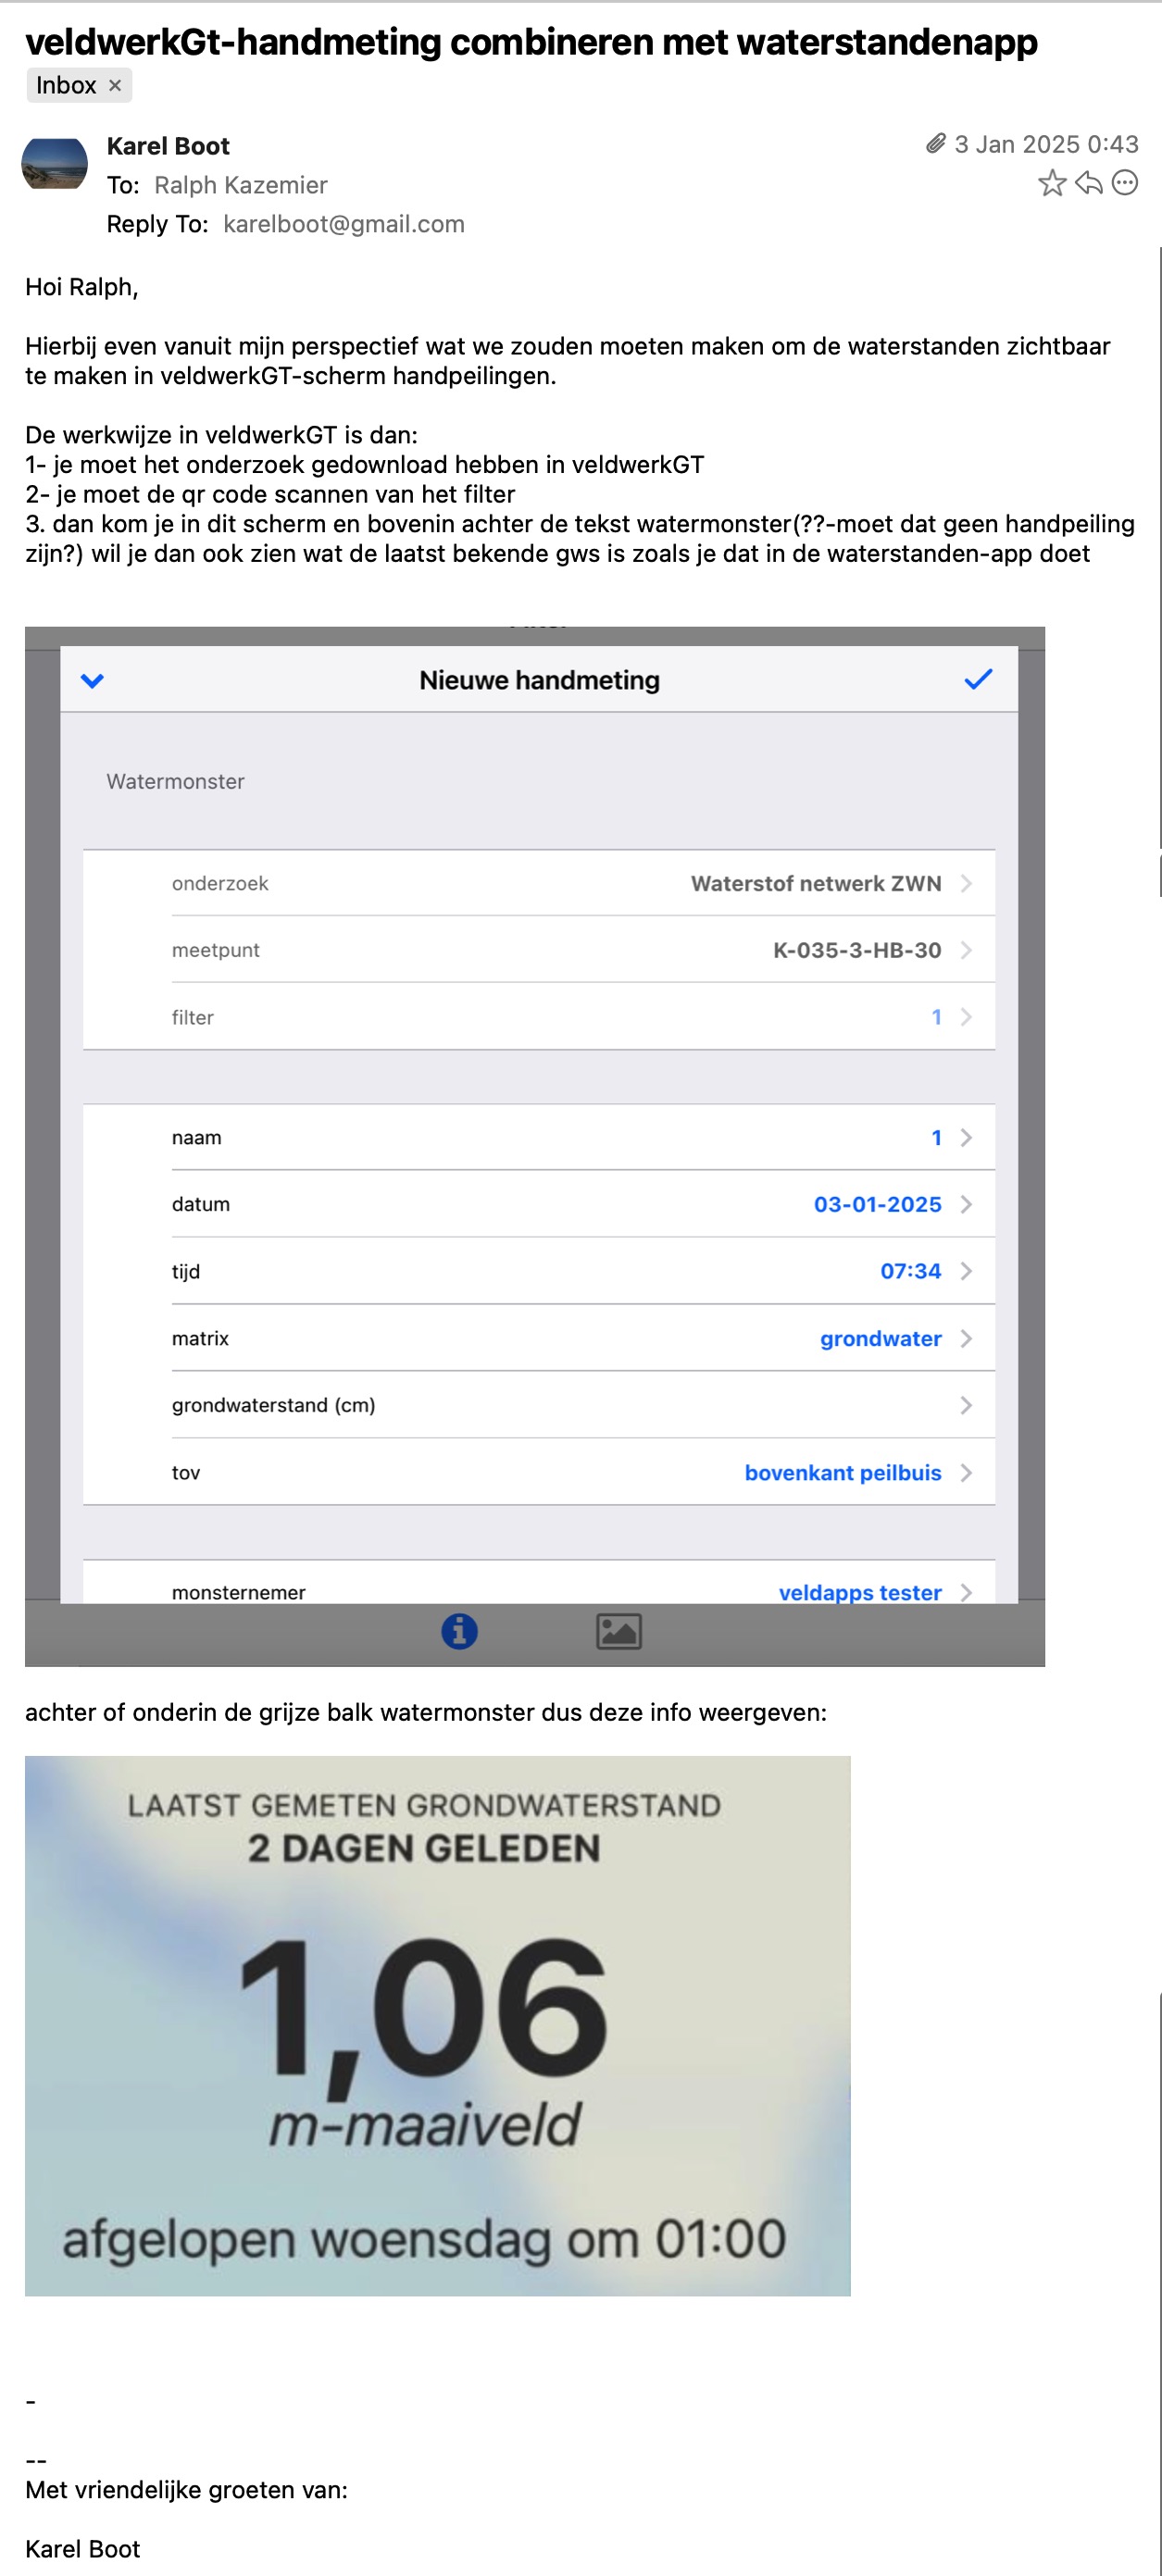 veldwerkGt-handmeting combineren met waterstandenapp
Inbox ×
Karel Boot
3 Jan 2025 0:43
To: Ralph Kazemier
Reply To: karelboot@gmail.com
Hoi Ralph,
Hierbij even vanuit mijn perspectief wat we zouden moeten maken om de waterstanden zichtbaar
te maken in veldwerkGT-scherm handpeilingen.
De werkwijze in veldwerkGT is dan:
1- je moet het onderzoek gedownload hebben in veldwerkGT
2- je moet de qr code scannen van het filter
3. dan kom je in dit scherm en bovenin achter de tekst watermonster(??-moet dat geen handpeiling
zijn?) wil je dan ook zien wat de laatst bekende gws is zoals je dat in de waterstanden-app doet
Nieuwe handmeting
Watermonster
onderzoek Waterstof netwerk ZWN
meetpunt K-035-3-HB-30
filter 1
naam 1
datum 03-01-2025
tijd 07:34
matrix grondwater
grondwaterstand (cm)
tov bovenkant peilbuis
monsternemer veldapps tester
achter of onderin de grijze balk watermonster dus deze info weergeven:
LAATST GEMETEN GRONDWATERSTAND
2 DAGEN GELEDEN
1,06
m-maaiveld
afgelopen woensdag om 01:00
-
--
Met vriendelijke groeten van:
Karel Boot